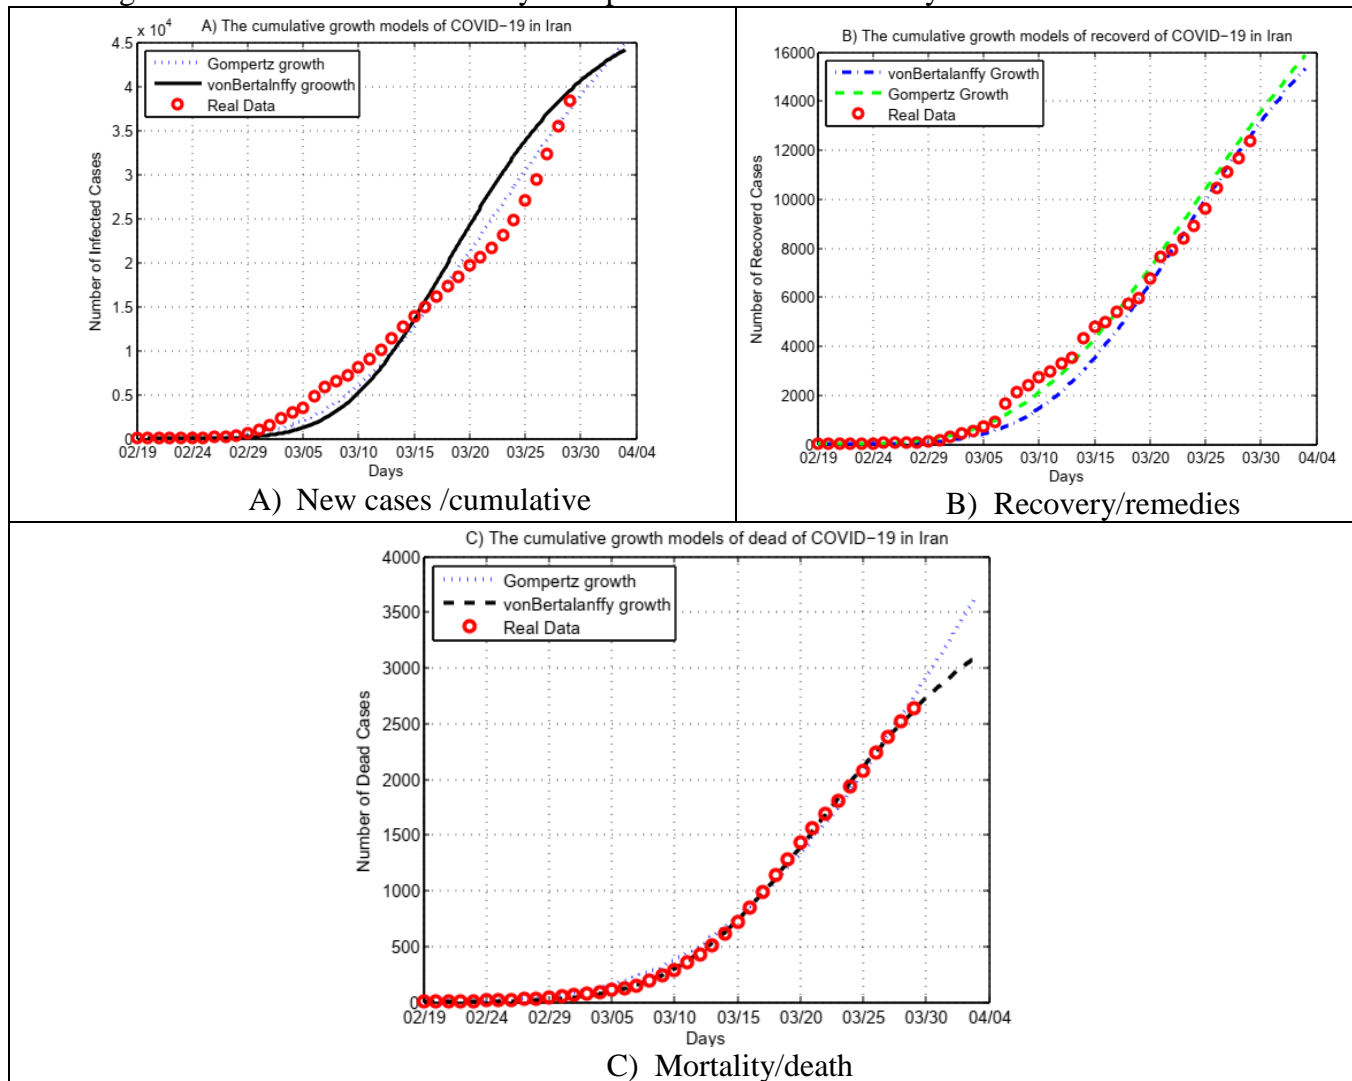 A) The cumulative growth models of COVID−19 in Iran
x 10⁴
4.5
4
3.5
3
2.5
2
1.5
1
0.5
0
Number of Infected Cases
Gompertz growth
vonBertalnffy groowth
Real Data
02/19 02/24 02/29 03/05 03/10 03/15 03/20 03/25 03/30 04/04
Days
A) New cases /cumulative
B) The cumulative growth models of recoverd of COVID−19 in Iran
16000
14000
12000
10000
8000
6000
4000
2000
0
Number of Recoverd Cases
vonBertalanffy Growth
Gompertz Growth
Real Data
02/19 02/24 02/29 03/05 03/10 03/15 03/20 03/25 03/30 04/04
Days
B) Recovery/remedies
C) The cumulative growth models of dead of COVID−19 in Iran
4000
3500
3000
2500
2000
1500
1000
500
0
Number of Dead Cases
Gompertz growth
vonBertalanffy growth
Real Data
02/19 02/24 02/29 03/05 03/10 03/15 03/20 03/25 03/30 04/04
Days
C) Mortality/death